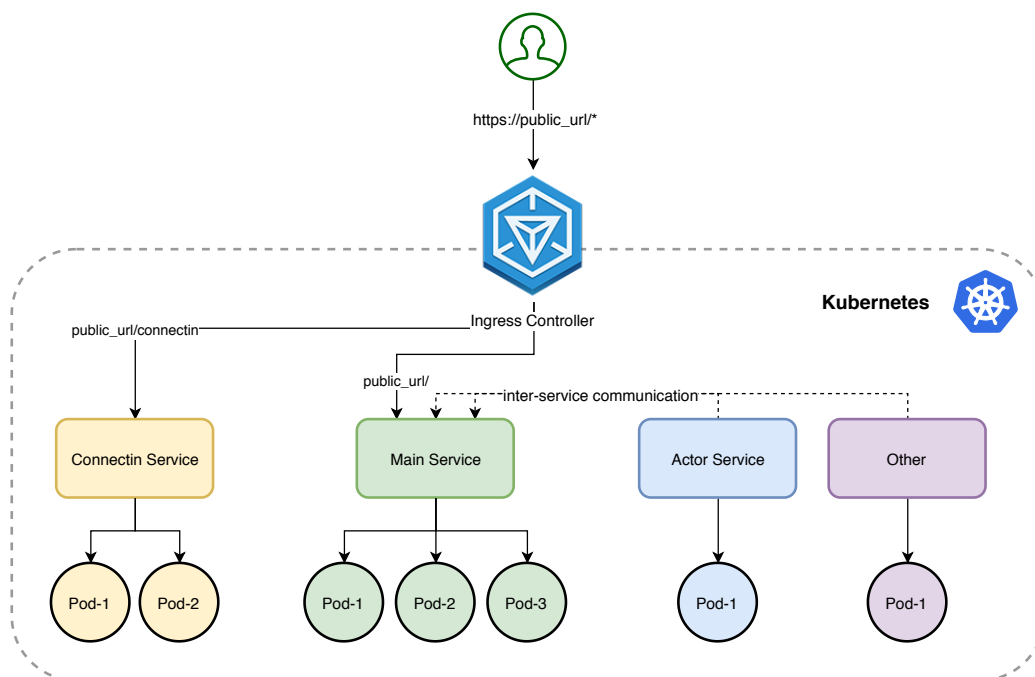 https://public_url/*
Kubernetes
Ingress Controller
public_url/connectin
public_url/
inter-service communication
Connectin Service
Main Service
Actor Service
Other
Pod-1
Pod-2
Pod-1
Pod-2
Pod-3
Pod-1
Pod-1